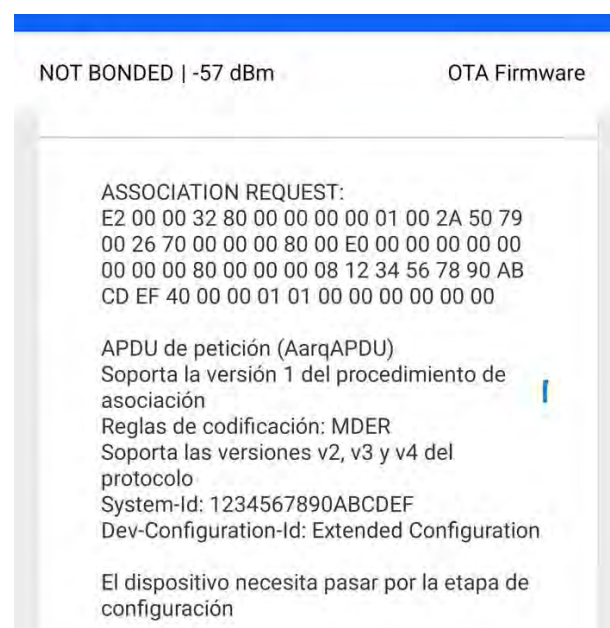 NOT BONDED | -57 dBm OTA Firmware
ASSOCIATION REQUEST:
E2 00 00 32 80 00 00 00 00 01 00 2A 50 79
00 26 70 00 00 00 80 00 E0 00 00 00 00 00
00 00 00 80 00 00 00 08 12 34 56 78 90 AB
CD EF 40 00 00 01 01 00 00 00 00 00 00
APDU de petición (AarqAPDU)
Soporta la versión 1 del procedimiento de
asociación
Reglas de codificación: MDER
Soporta las versiones v2, v3 y v4 del
protocolo
System-Id: 1234567890ABCDEF
Dev-Configuration-Id: Extended Configuration
El dispositivo necesita pasar por la etapa de
configuración